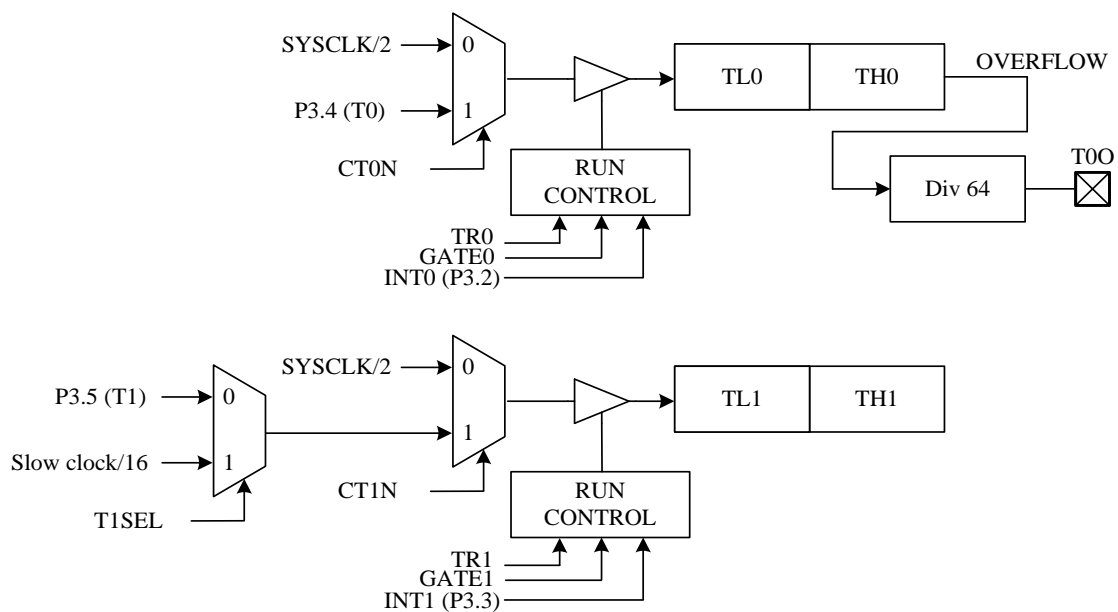 SYSCLK/2
0
TL0
TH0
OVERFLOW
P3.4 (T0)
1
T0O
CT0N
RUN
CONTROL
Div 64
TR0
GATE0
INT0 (P3.2)
SYSCLK/2
0
P3.5 (T1)
0
TL1
TH1
1
Slow clock/16
1
CT1N
RUN
CONTROL
T1SEL
TR1
GATE1
INT1 (P3.3)